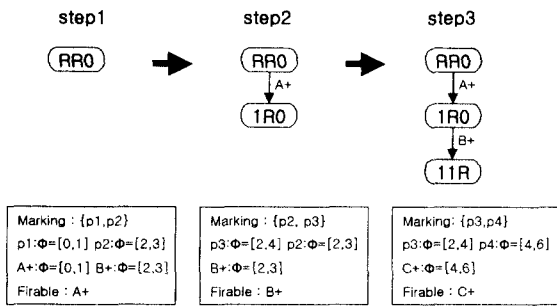 step1 step2 step3
RR0 RR0 RR0
A+ A+
1R0 1R0
B+
11R
Marking : {p1,p2}
p1:Φ=[0,1] p2:Φ=[2,3}
A+:Φ=[0,1] B+:Φ=[2,3}
Firable : A+
Marking : {p2, p3}
p3:Φ=[2,4} p2:Φ=[2,3}
B+:Φ={2,3}
Firable : B+
Marking : {p3,p4}
p3:Φ=[2,4} p4:Φ=[4,6}
C+:Φ=[4,6}
Firable : C+